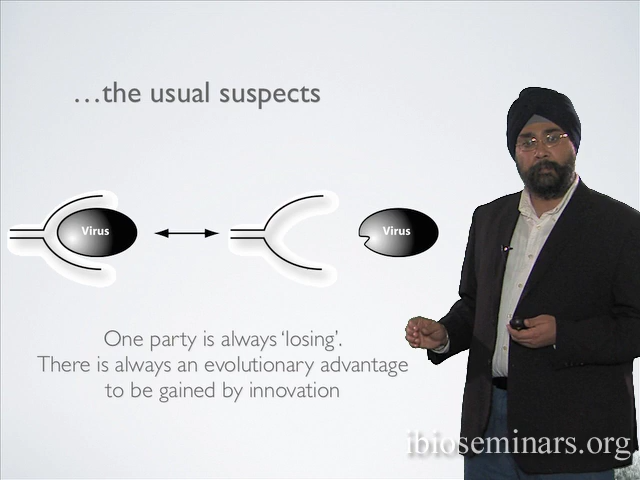 …the usual suspects
Virus
Virus
One party is always ‘losing’.
There is always an evolutionary advantage
to be gained by innovation
ibioseminars.org